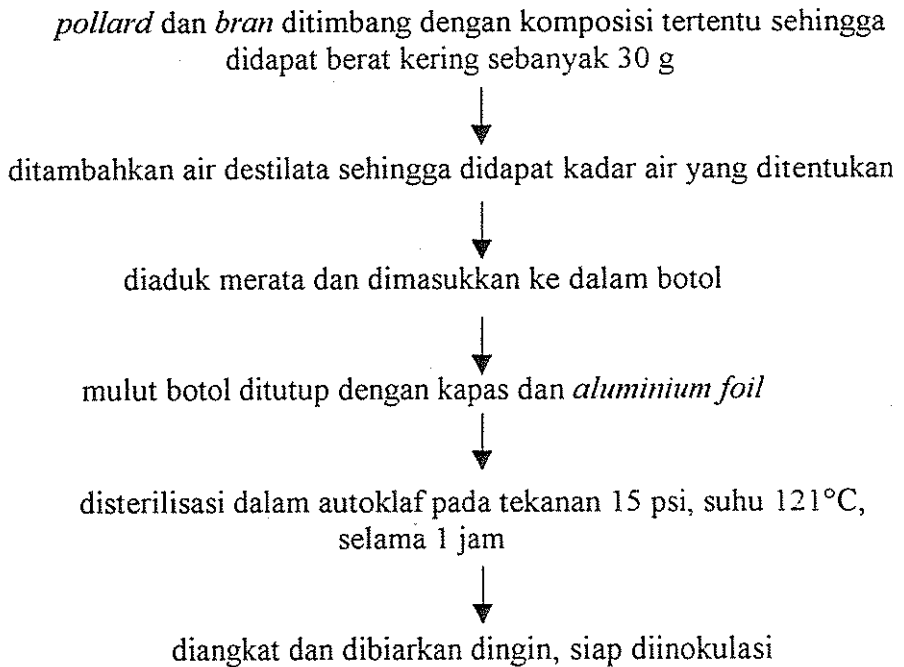 pollard dan bran ditimbang dengan komposisi tertentu sehingga
didapat berat kering sebanyak 30 g
ditambahkan air destilata sehingga didapat kadar air yang ditentukan
diaduk merata dan dimasukkan ke dalam botol
mulut botol ditutup dengan kapas dan aluminium foil
disterilisasi dalam autoklaf pada tekanan 15 psi, suhu 121°C,
selama 1 jam
diangkat dan dibiarkan dingin, siap diinokulasi